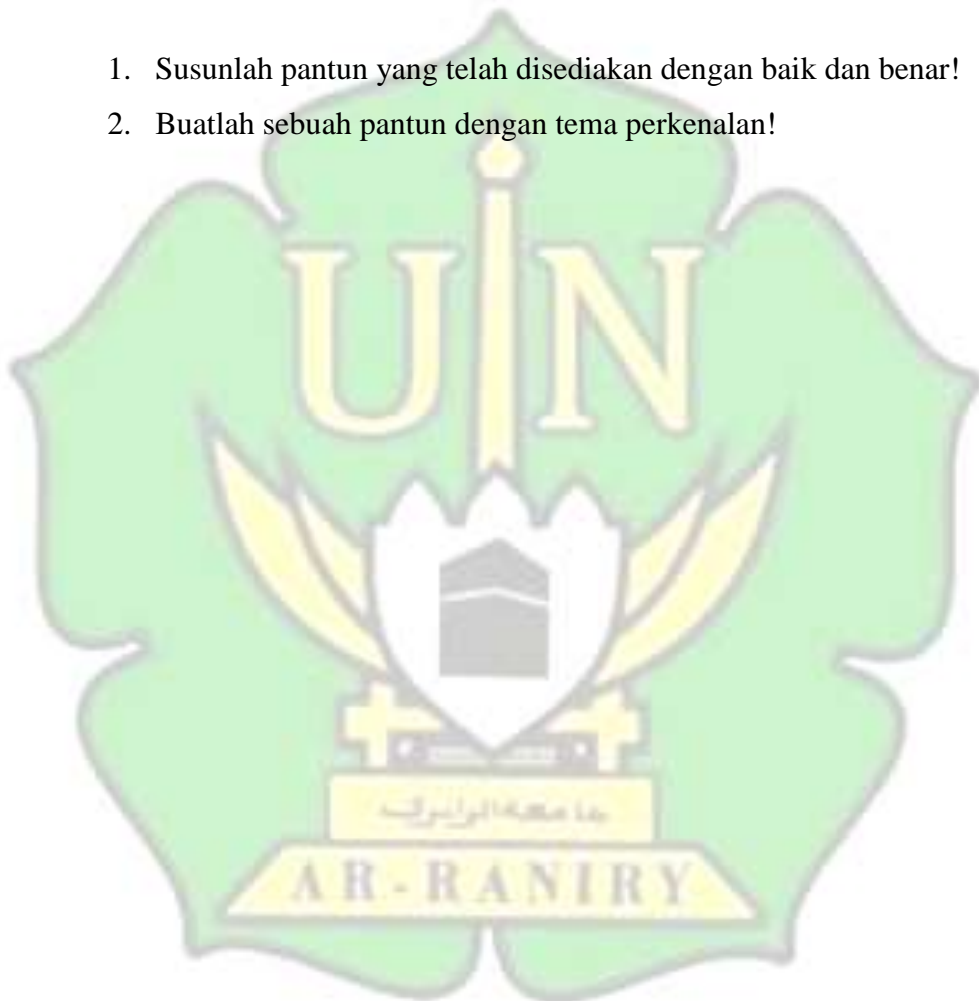 1. Susunlah pantun yang telah disediakan dengan baik dan benar!
2. Buatlah sebuah pantun dengan tema perkenalan!
UIN
AR-RANIRY